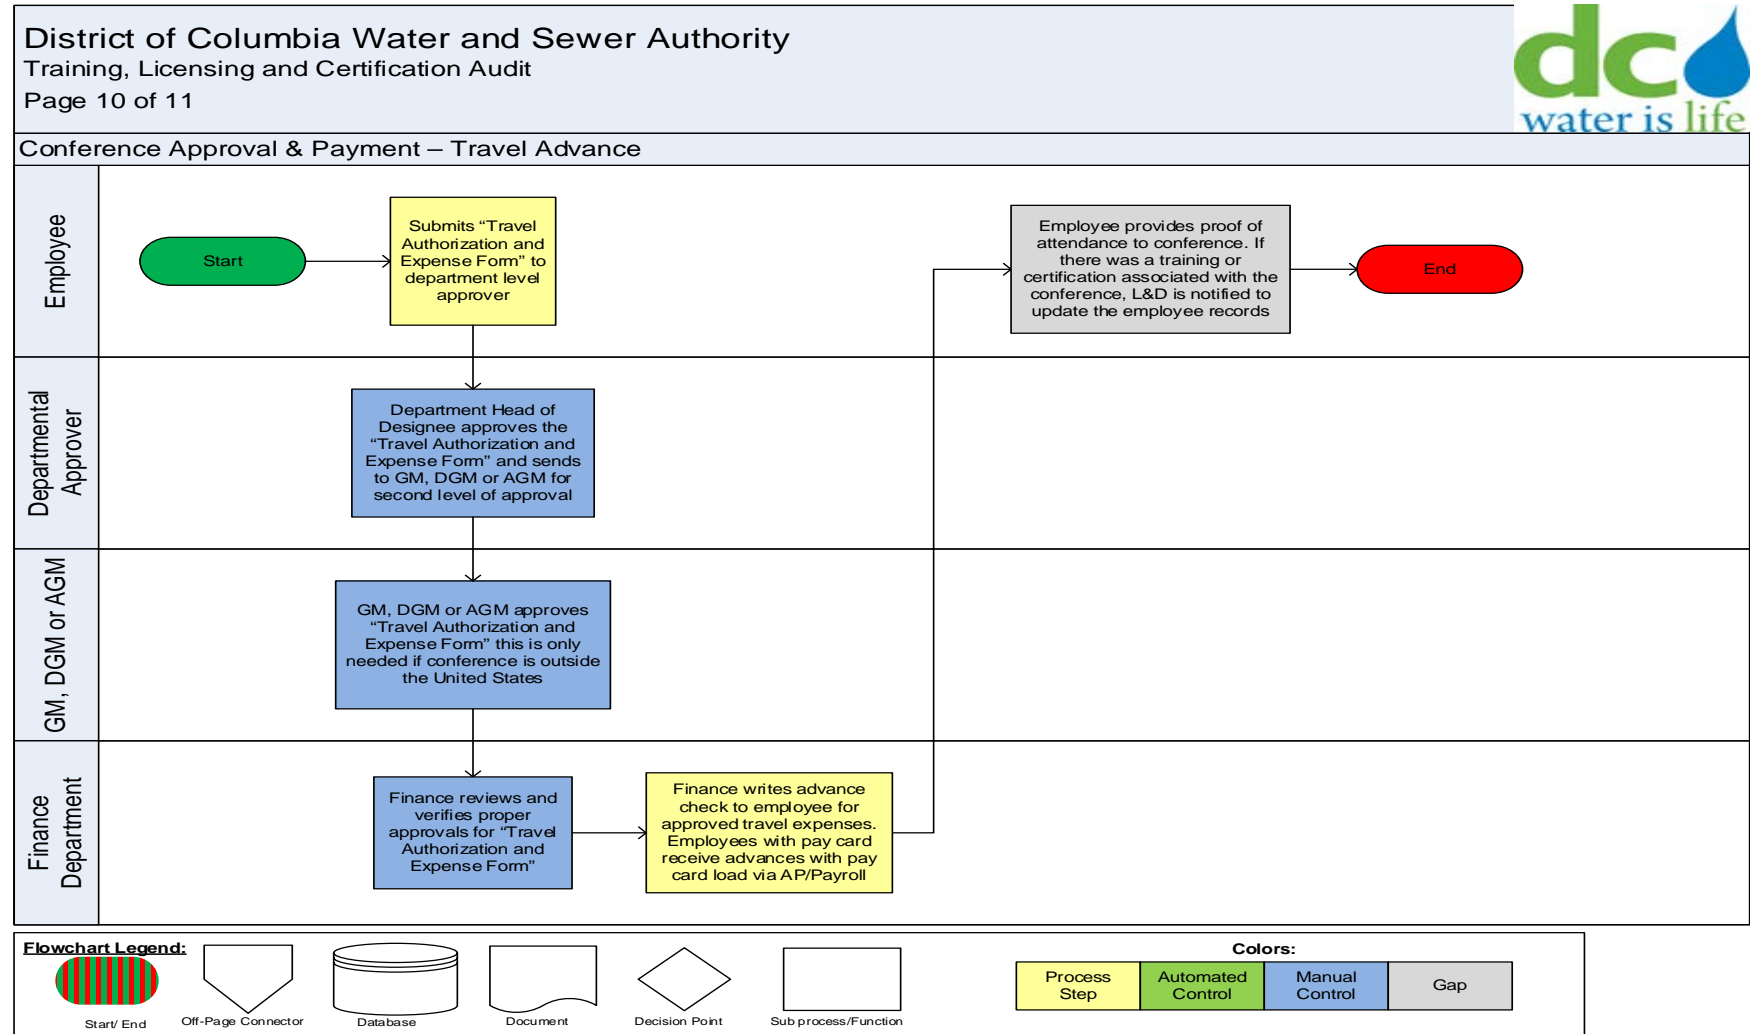 District of Columbia Water and Sewer Authority
Training, Licensing and Certification Audit
Page 10 of 11
dc
water is life
Conference Approval & Payment – Travel Advance
Employee
Start
Submits “Travel
Authorization and
Expense Form” to
department level
approver
Employee provides proof of
attendance to conference. If
there was a training or
certification associated with the
conference, L&D is notified to
update the employee records
End
Departmental
Approver
Department Head of
Designee approves the
“Travel Authorization and
Expense Form” and sends
to GM, DGM or AGM for
second level of approval
GM, DGM or AGM
GM, DGM or AGM approves
“Travel Authorization and
Expense Form” this is only
needed if conference is outside
the United States
Finance
Department
Finance reviews and
verifies proper
approvals for “Travel
Authorization and
Expense Form”
Finance writes advance
check to employee for
approved travel expenses.
Employees with pay card
receive advances with pay
card load via AP/Payroll
Flowchart Legend:
Start/ End
Off-Page Connector
Database
Document
Decision Point
Sub process/Function
Colors:
Process
Step
Automated
Control
Manual
Control
Gap